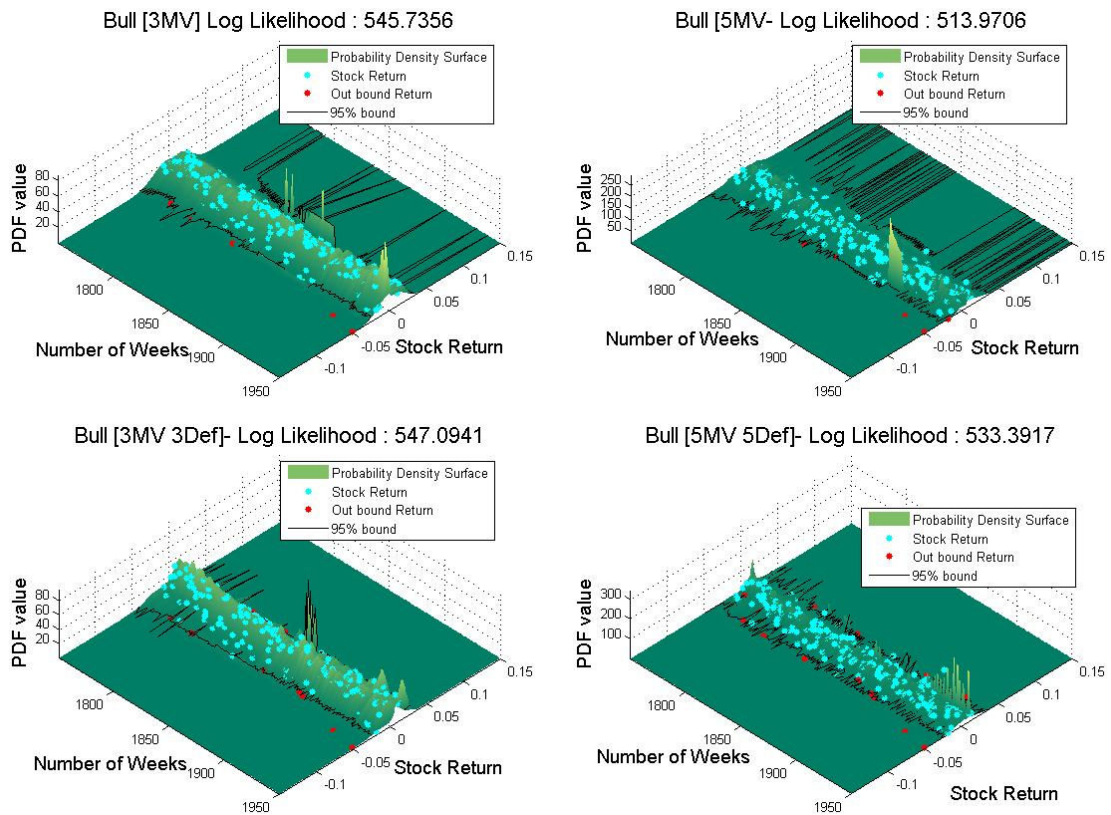 Bull [3MV] Log Likelihood : 545.7356
Probability Density Surface
Stock Return
Out bound Return
95% bound
PDF value
80
60
40
20
1800
1850
1900
1950
Number of Weeks
0.15
0.1
0.05
0
-0.05
-0.1
Stock Return
Bull [5MV- Log Likelihood : 513.9706
Probability Density Surface
Stock Return
Out bound Return
95% bound
PDF value
250
200
150
100
50
1800
1850
1900
1950
Number of Weeks
0.15
0.1
0.05
0
-0.05
-0.1
Stock Return
Bull [3MV 3Def]- Log Likelihood : 547.0941
Probability Density Surface
Stock Return
Out bound Return
95% bound
PDF value
80
60
40
20
1800
1850
1900
1950
Number of Weeks
0.15
0.1
0.05
0
-0.05
-0.1
Stock Return
Bull [5MV 5Def]- Log Likelihood : 533.3917
Probability Density Surface
Stock Return
Out bound Return
95% bound
PDF value
300
200
100
1800
1850
1900
1950
Number of Weeks
0.15
0.1
0.05
0
-0.05
-0.1
Stock Return